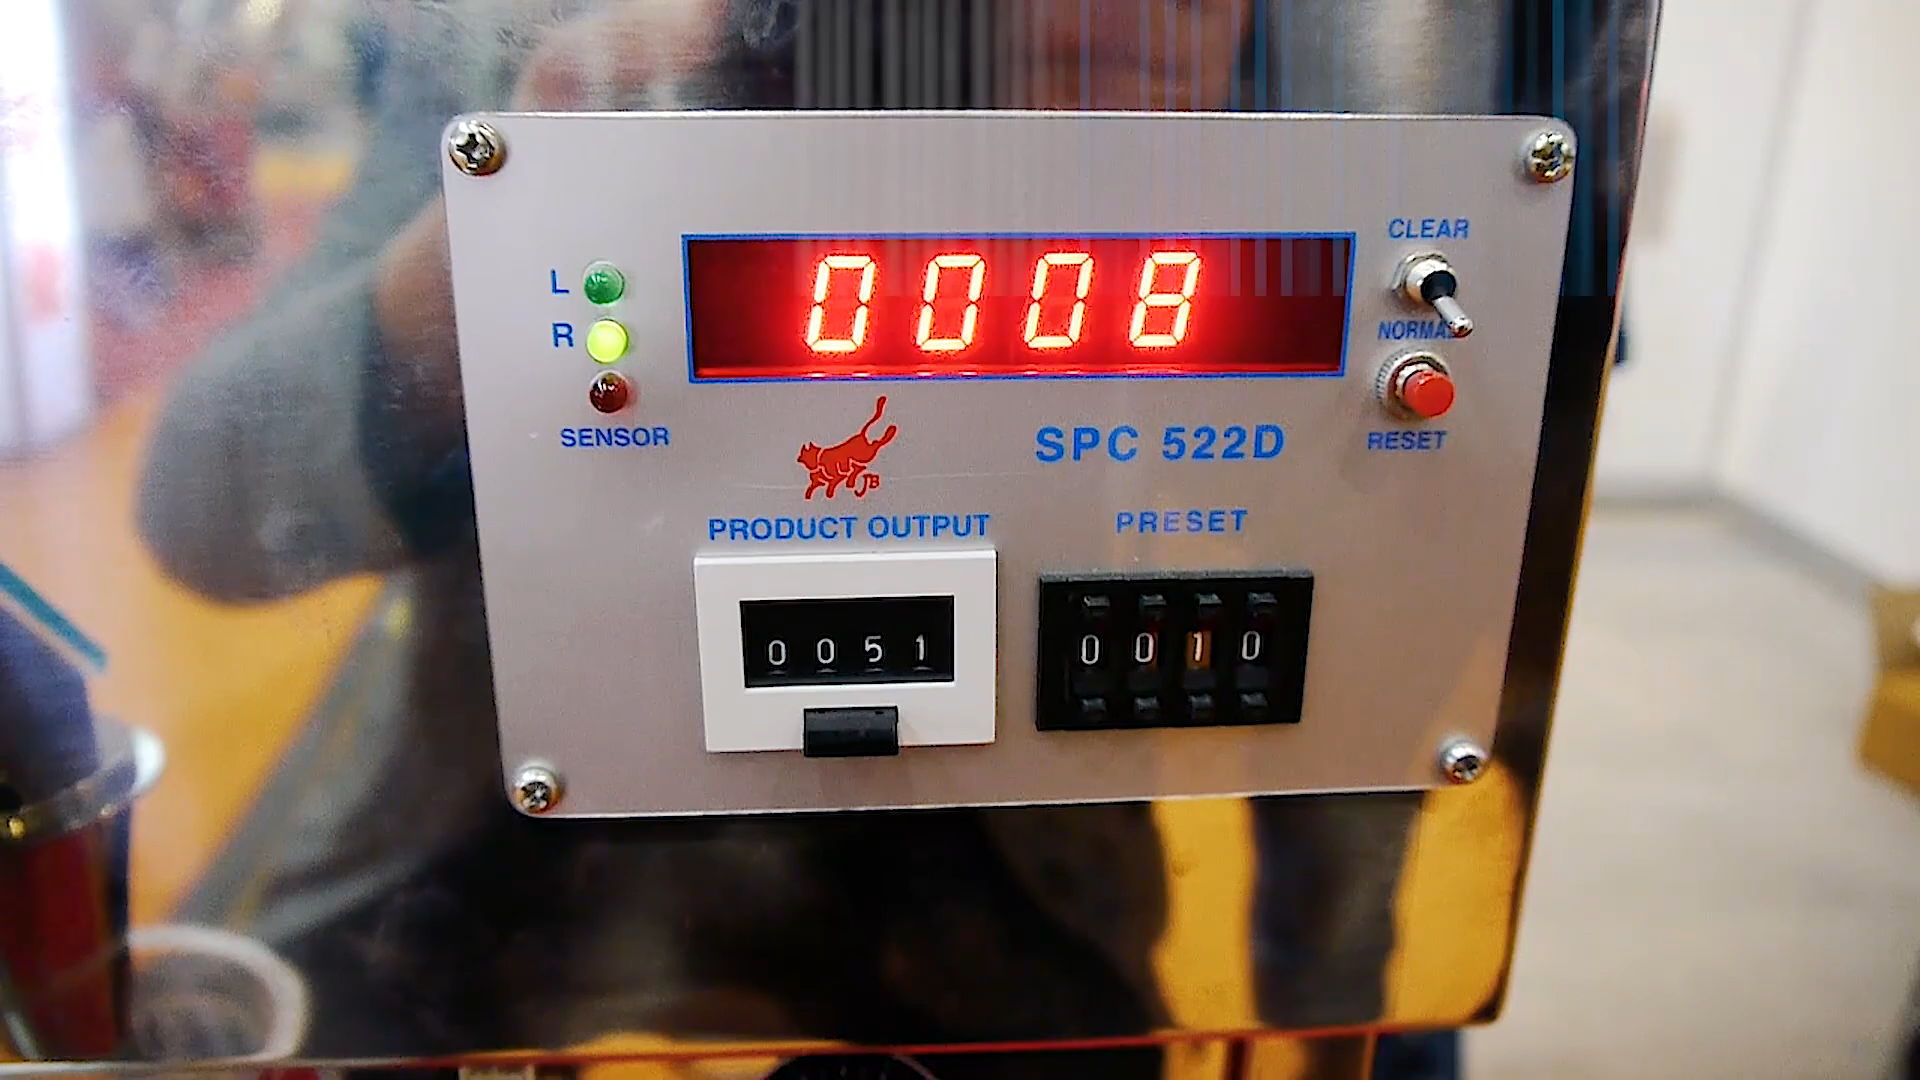 CLEAR
0008
L
R
NORMAL
SENSOR
SPC 522D
RESET
JB
PRODUCT OUTPUT
PRESET
0051
0010